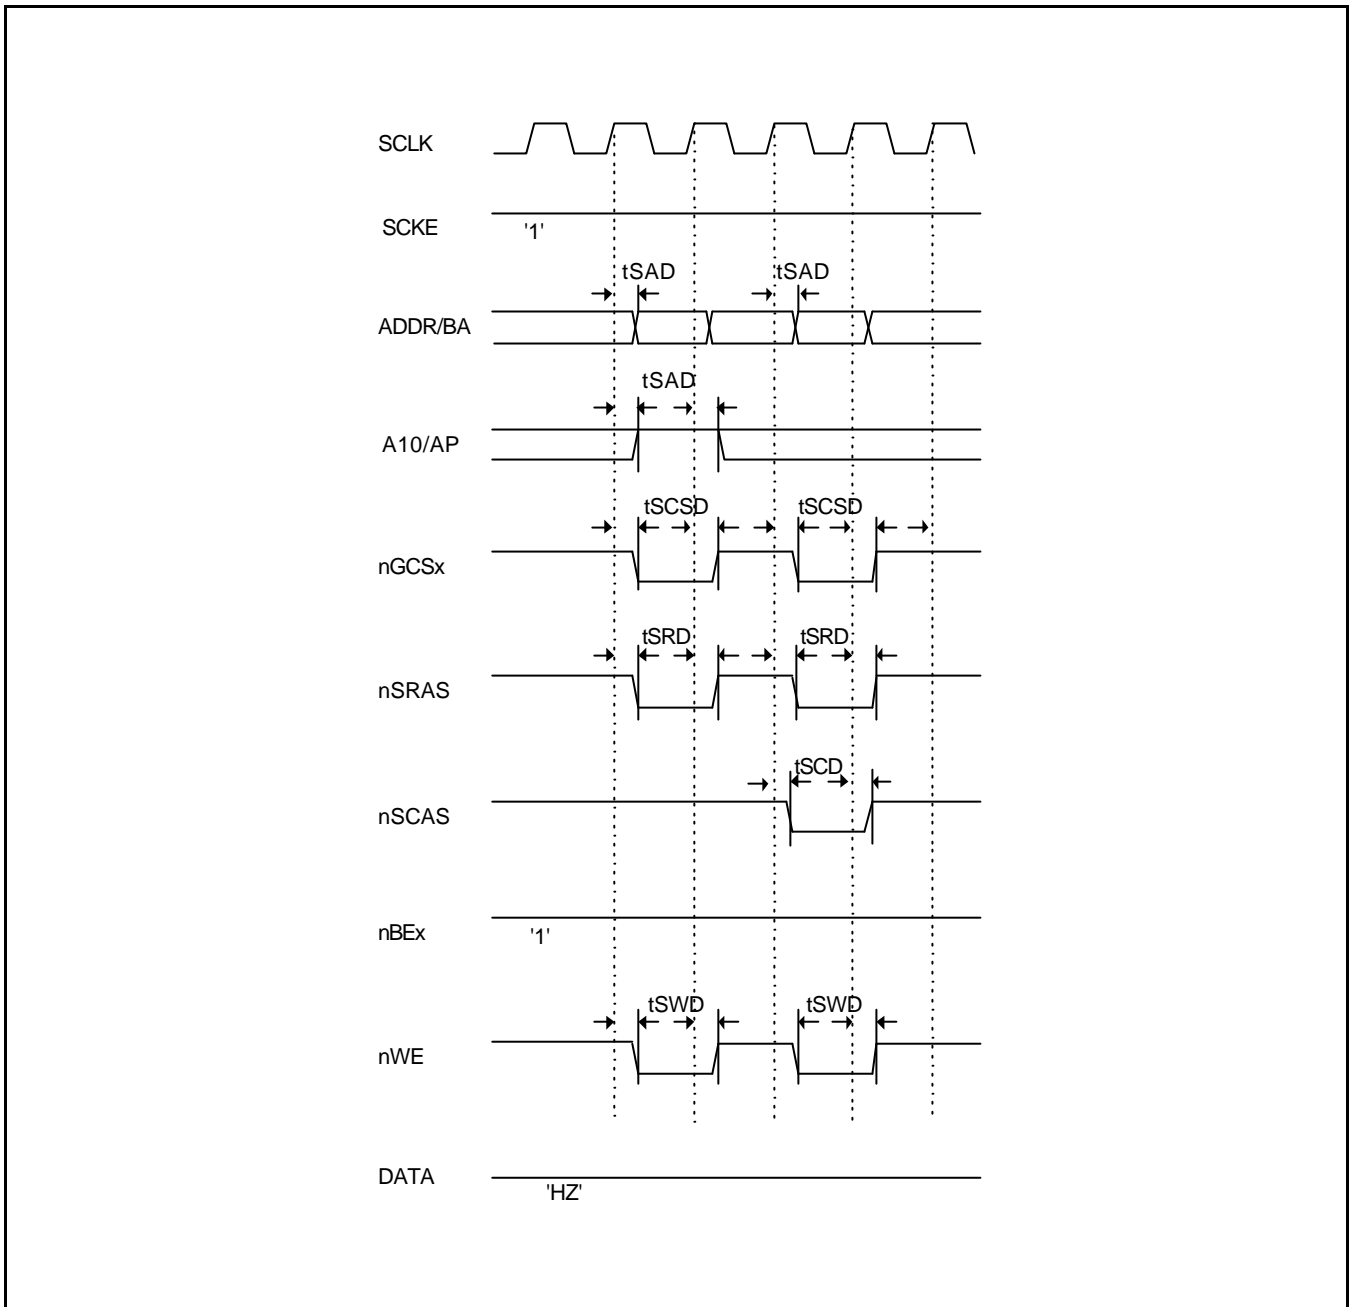 SCLK
SCKE
'1'
tSAD tSAD
ADDR/BA
tSAD
A10/AP
tSCSD tSCSD
nGCSx
tSRD tSRD
nSRAS
tSCD
nSCAS
nBEx
'1'
tSWD tSWD
nWE
DATA
'HZ'